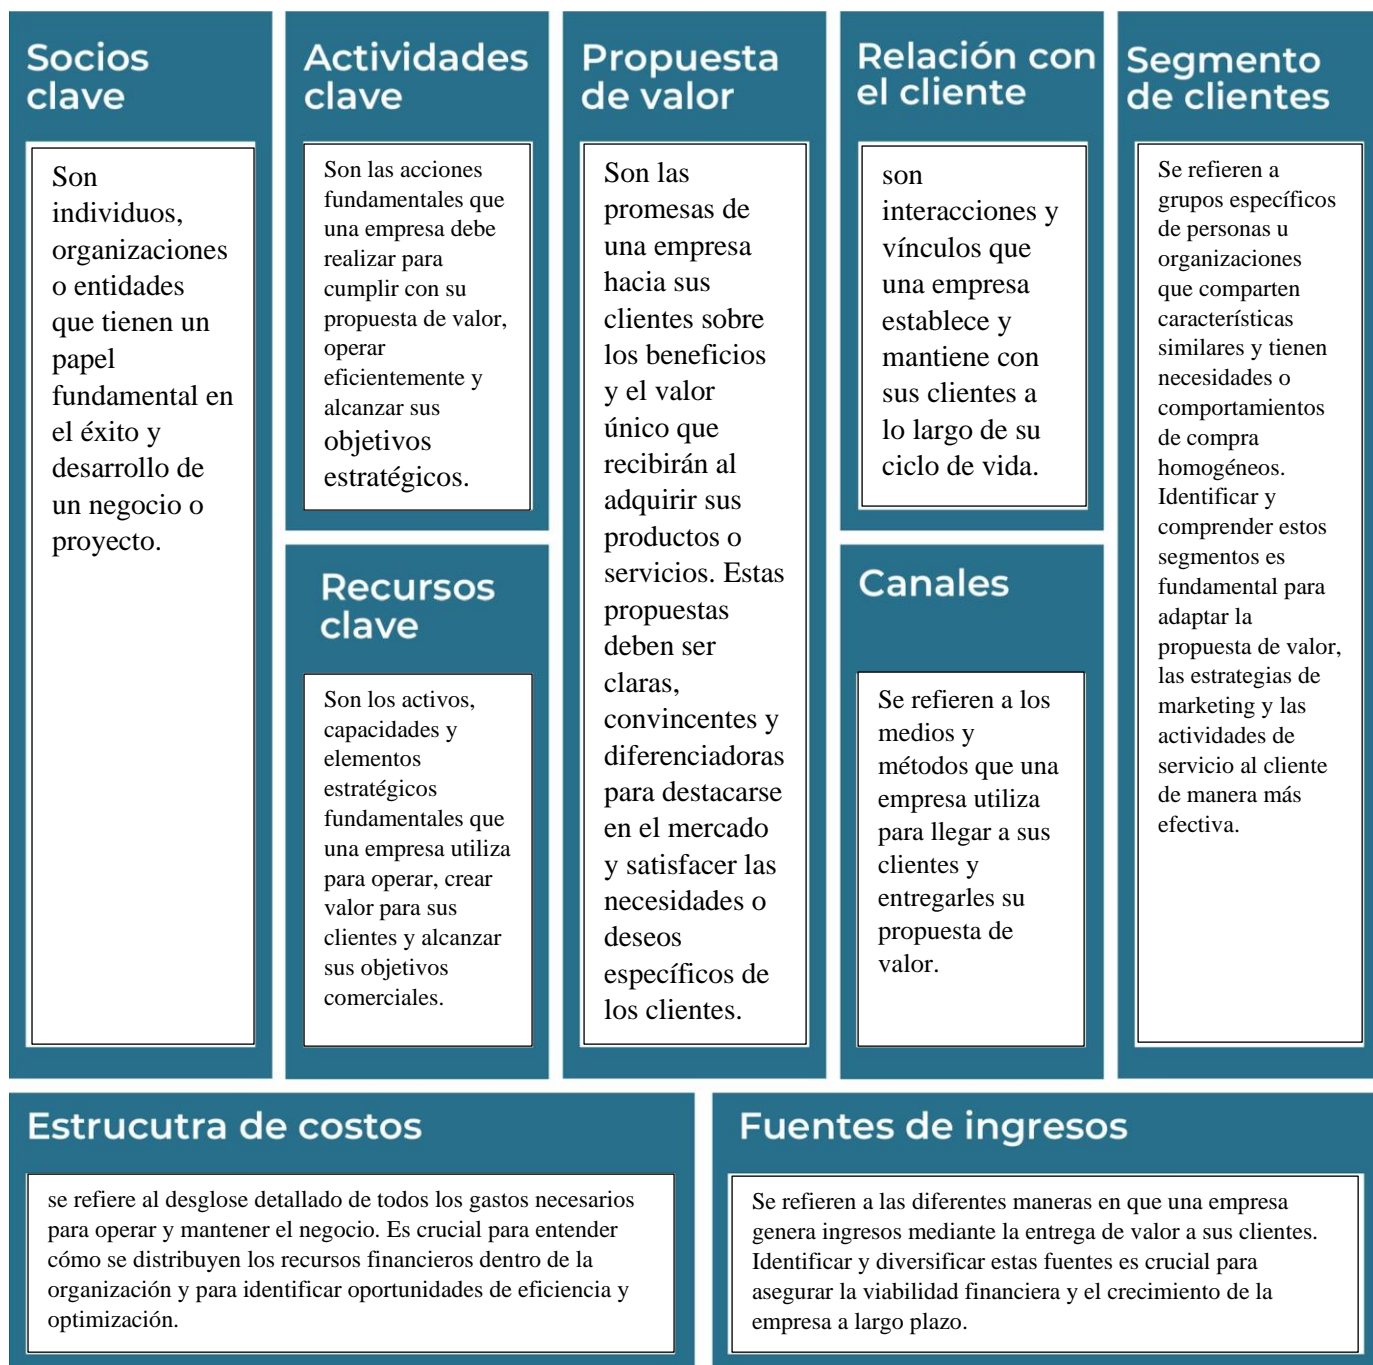 Socios
clave
Son
individuos,
organizaciones
o entidades
que tienen un
papel
fundamental en
el éxito y
desarrollo de
un negocio o
proyecto.
Actividades
clave
Son las acciones
fundamentales que
una empresa debe
realizar para
cumplir con su
propuesta de valor,
operar
eficientemente y
alcanzar sus
objetivos
estratégicos.
Recursos
clave
Son los activos,
capacidades y
elementos
estratégicos
fundamentales que
una empresa utiliza
para operar, crear
valor para sus
clientes y alcanzar
sus objetivos
comerciales.
Propuesta
de valor
Son las
promesas de
una empresa
hacia sus
clientes sobre
los beneficios
y el valor
único que
recibirán al
adquirir sus
productos o
servicios. Estas
propuestas
deben ser
claras,
convincentes y
diferenciadoras
para destacarse
en el mercado
y satisfacer las
necesidades o
deseos
específicos de
los clientes.
Relación con
el cliente
son
interacciones y
vínculos que
una empresa
establece y
mantiene con
sus clientes a
lo largo de su
ciclo de vida.
Canales
Se refieren a los
medios y
métodos que una
empresa utiliza
para llegar a sus
clientes y
entregarles su
propuesta de
valor.
Segmento
de clientes
Se refieren a
grupos específicos
de personas u
organizaciones
que comparten
características
similares y tienen
necesidades o
comportamientos
de compra
homogéneos.
Identificar y
comprender estos
segmentos es
fundamental para
adaptar la
propuesta de valor,
las estrategias de
marketing y las
actividades de
servicio al cliente
de manera más
efectiva.
Estrucutra de costos
se refiere al desglose detallado de todos los gastos necesarios
para operar y mantener el negocio. Es crucial para entender
cómo se distribuyen los recursos financieros dentro de la
organización y para identificar oportunidades de eficiencia y
optimización.
Fuentes de ingresos
Se refieren a las diferentes maneras en que una empresa
genera ingresos mediante la entrega de valor a sus clientes.
Identificar y diversificar estas fuentes es crucial para
asegurar la viabilidad financiera y el crecimiento de la
empresa a largo plazo.